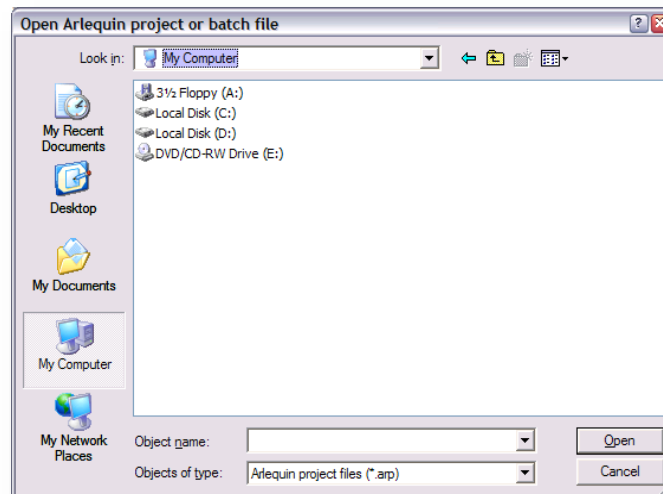 Open Arlequin project or batch file
Look in: My Computer
3½ Floppy (A:)
Local Disk (C:)
Local Disk (D:)
DVD/CD-RW Drive (E:)
My Recent
Documents
Desktop
My Documents
My Computer
My Network
Places
Object name:
Open
Objects of type: Arlequin project files (*.arp)
Cancel